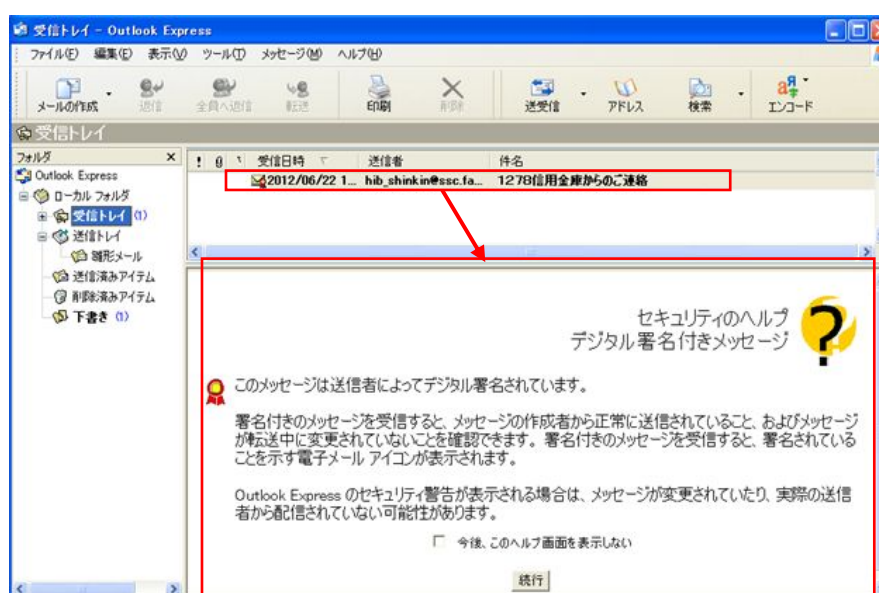 受信トレイ - Outlook Express
ファイル(F) 編集(E) 表示(V) ツール(T) メッセージ(M) ヘルプ(H)
メールの作成 返信 全員へ返信 転送 印刷 削除 送受信 アドレス 検索 エンコード
受信トレイ
フォルダ ×
Outlook Express
ローカル フォルダ
受信トレイ (1)
送信トレイ
雛形メール
送信済みアイテム
削除済みアイテム
下書き (1)
! 受信日時 送信者 件名
2012/06/22 1... hib_shinkin@ssc.fa... 1278信用金庫からのご連絡
セキュリティのヘルプ
デジタル署名付きメッセージ
このメッセージは送信者によってデジタル署名されています。
署名付きのメッセージを受信すると、メッセージの作成者から正常に送信されていること、およびメッセージ
が転送中に変更されていないことを確認できます。署名付きのメッセージを受信すると、署名されている
ことを示す電子メール アイコンが表示されます。
Outlook Express のセキュリティ警告が表示される場合は、メッセージが変更されていたり、実際の送信
者から配信されていない可能性があります。
今後、このヘルプ画面を表示しない
続行